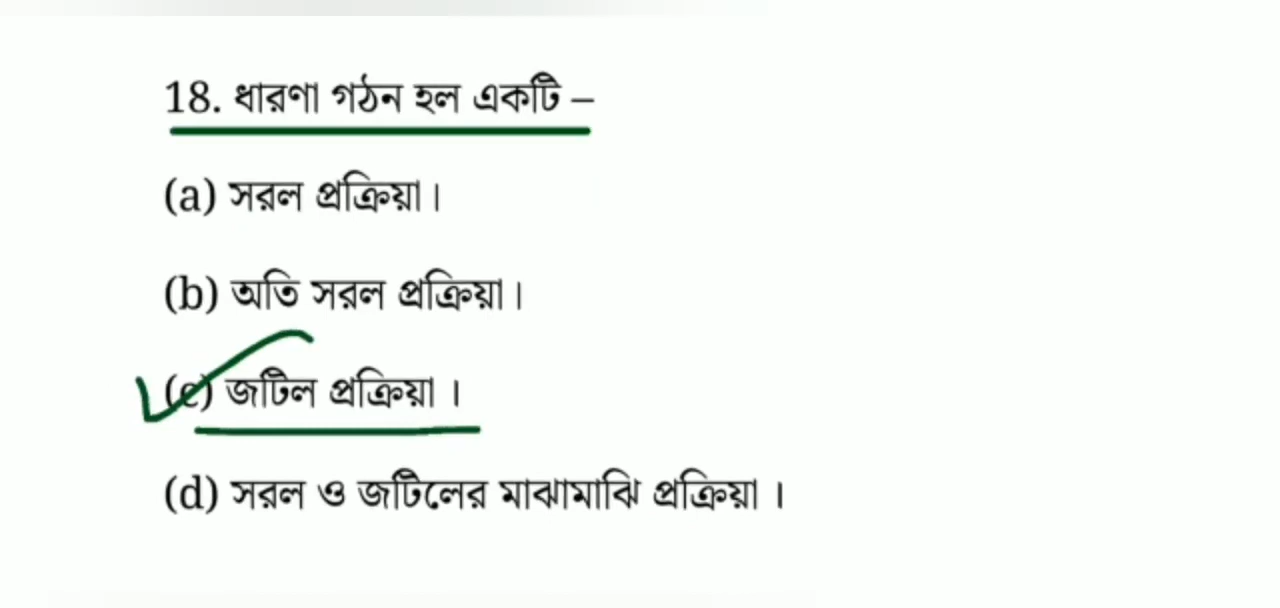 18. ধারণা গঠন হল একটি –
(a) সরল প্রক্রিয়া।
(b) অতি সরল প্রক্রিয়া।
(c) জটিল প্রক্রিয়া ।
(d) সরল ও জটিলের মাঝামাঝি প্রক্রিয়া ।